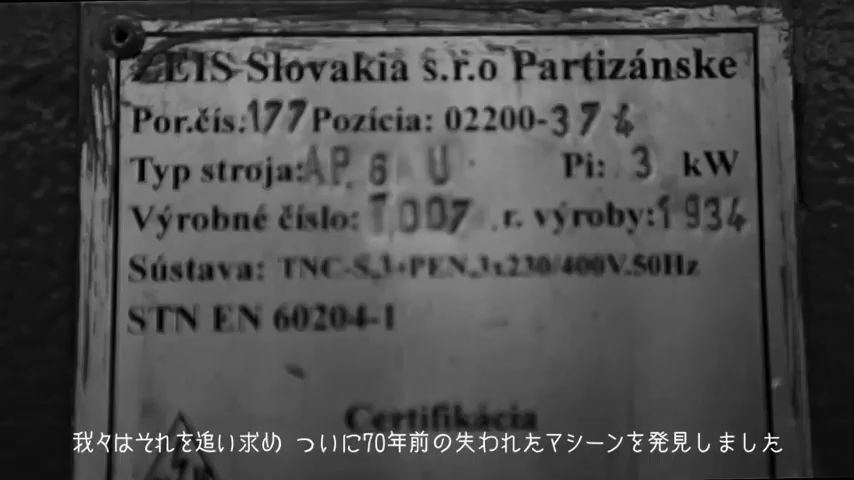 ZEIS Slovakia s.r.o Partizánske
Por.čís:177 Pozícia: 02200-374
Typ stroja: AP. 6 U Pi: 3 kW
Výrobné číslo: T.007 .r. výroby:1934
Sústava: TNC-S,3+PEN,3x230/400V.50Hz
STN EN 60204-1
Certifikácia
我々はそれを追い求め ついに70年前の失われたマシーンを発見しました